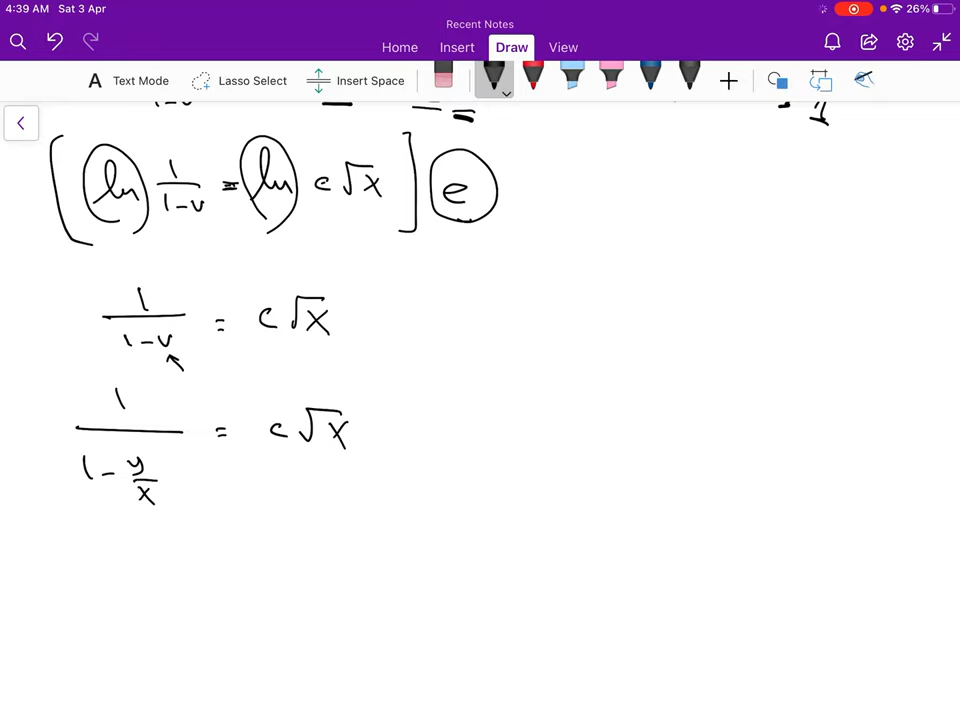 4:39 AM Sat 3 Apr 26%
Recent Notes
Home Insert Draw View
A Text Mode Lasso Select Insert Space
1-v
[ ln 1/(1-v) = ln c√x ] e
1/(1-v) = c√x
1/(1 - y/x) = c√x